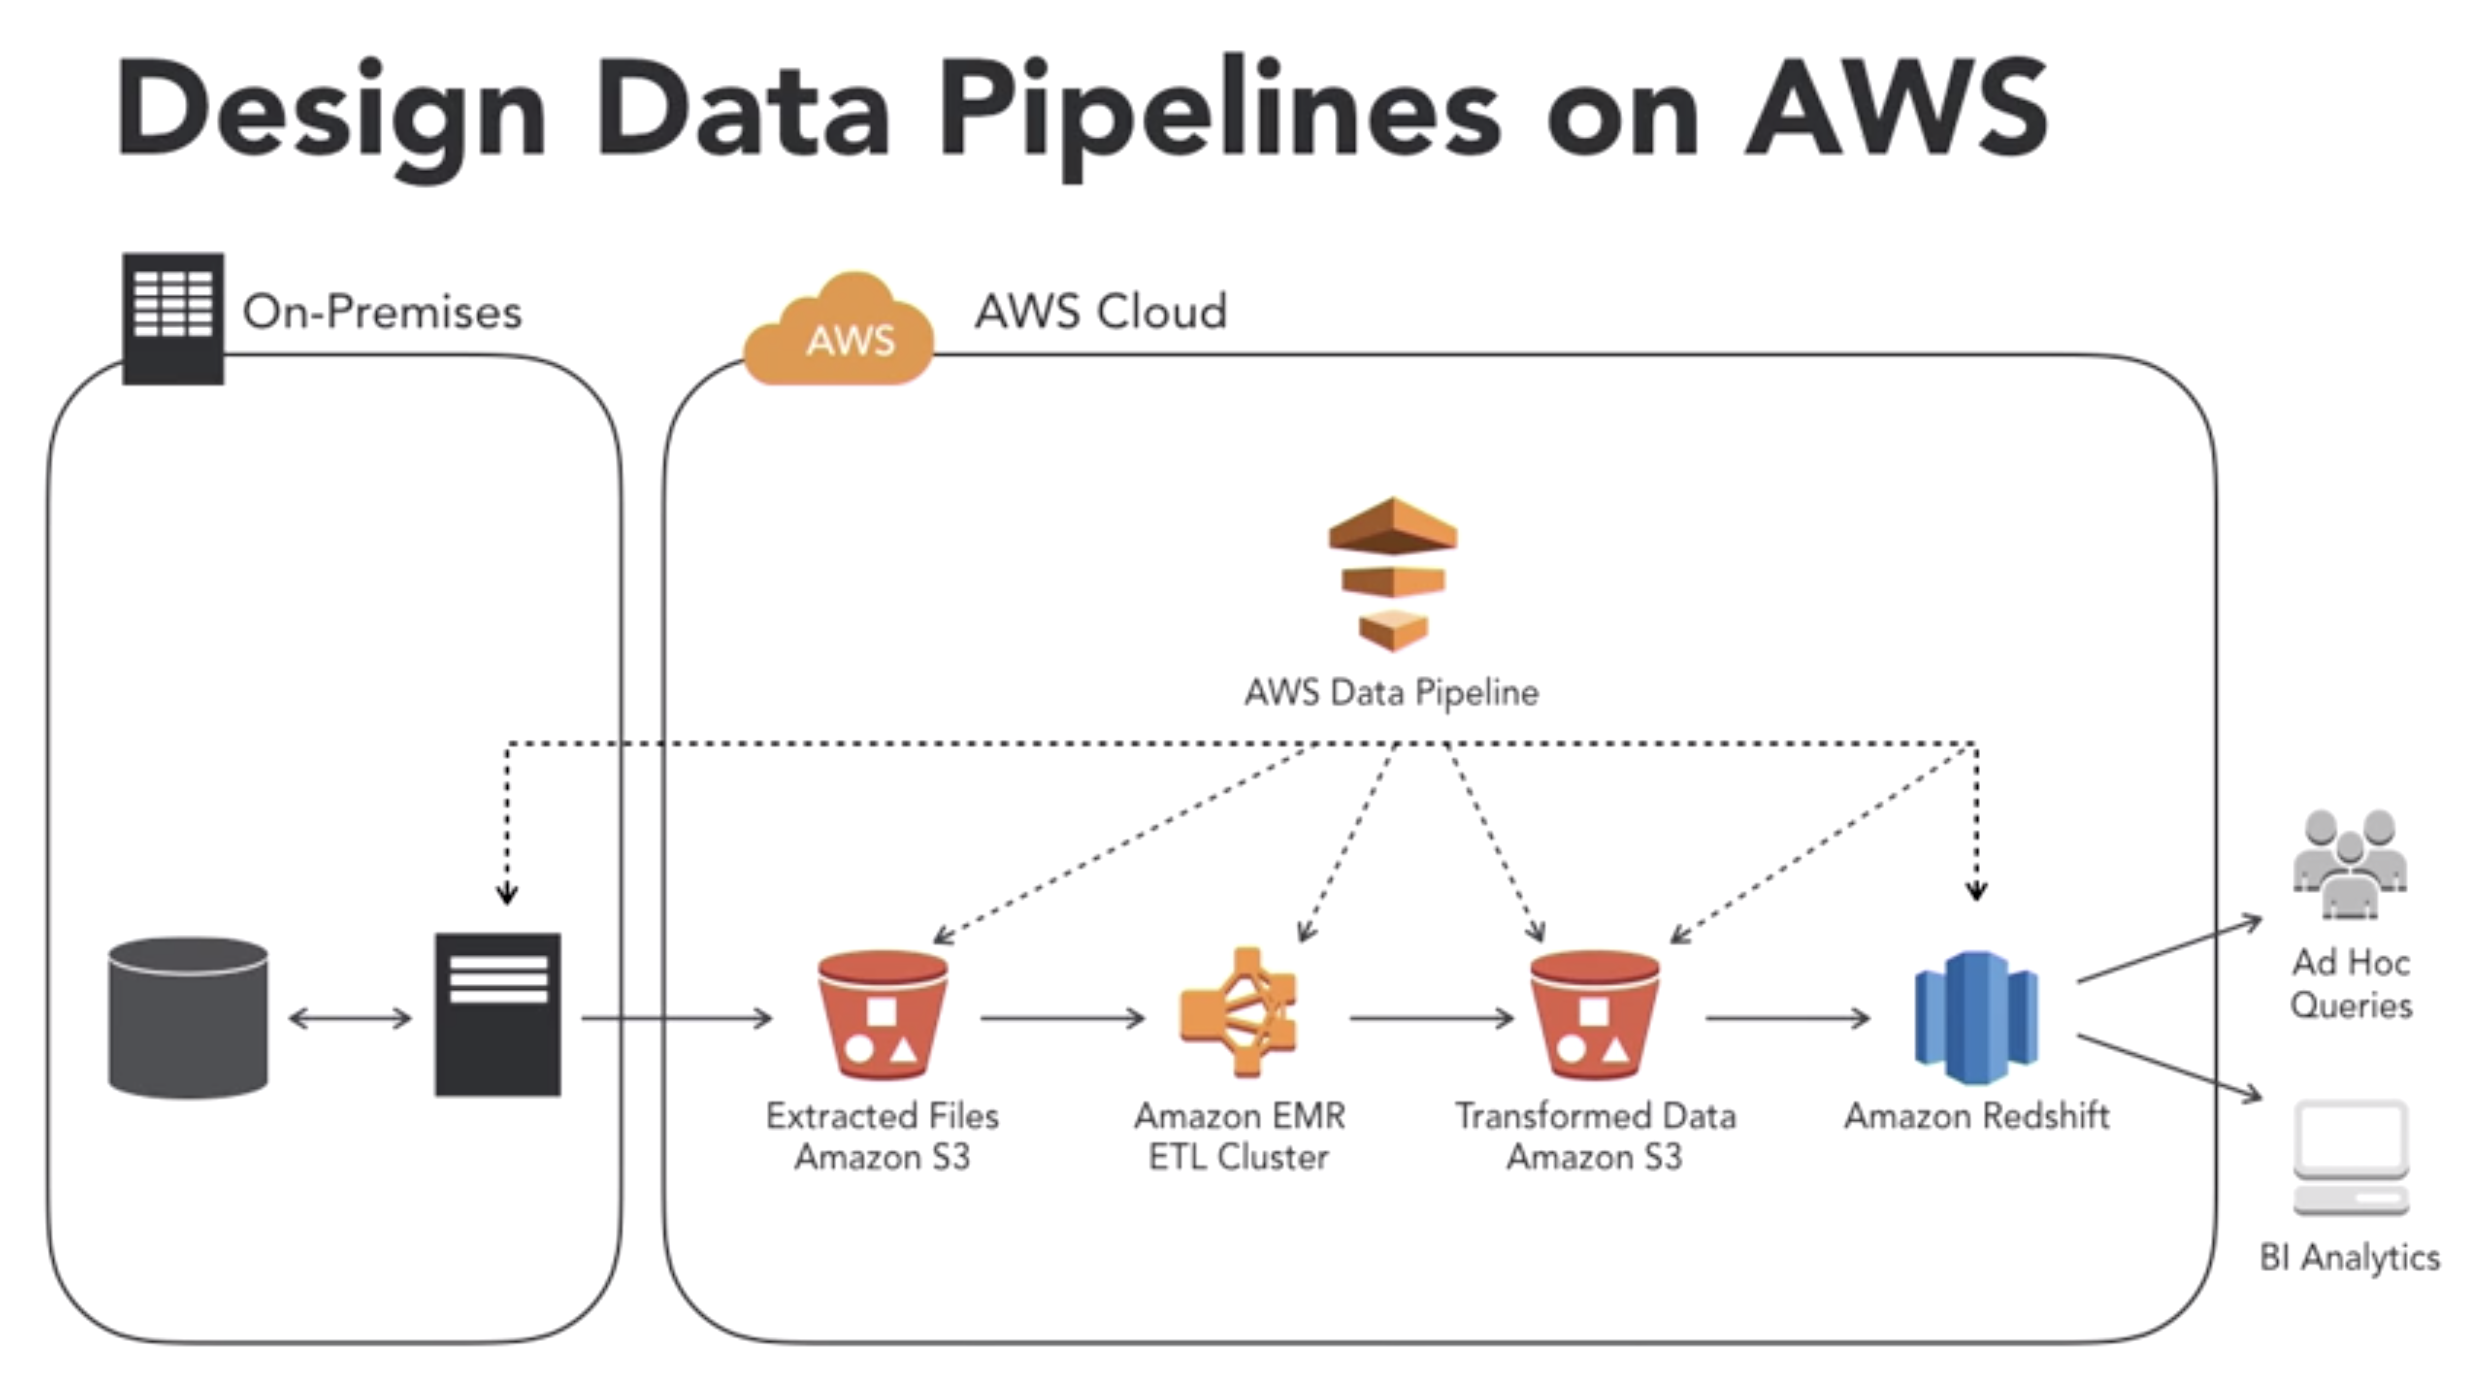 Design Data Pipelines on AWS
On-Premises
AWS
AWS Cloud
AWS Data Pipeline
Extracted Files
Amazon S3
Amazon EMR
ETL Cluster
Transformed Data
Amazon S3
Amazon Redshift
Ad Hoc
Queries
BI Analytics